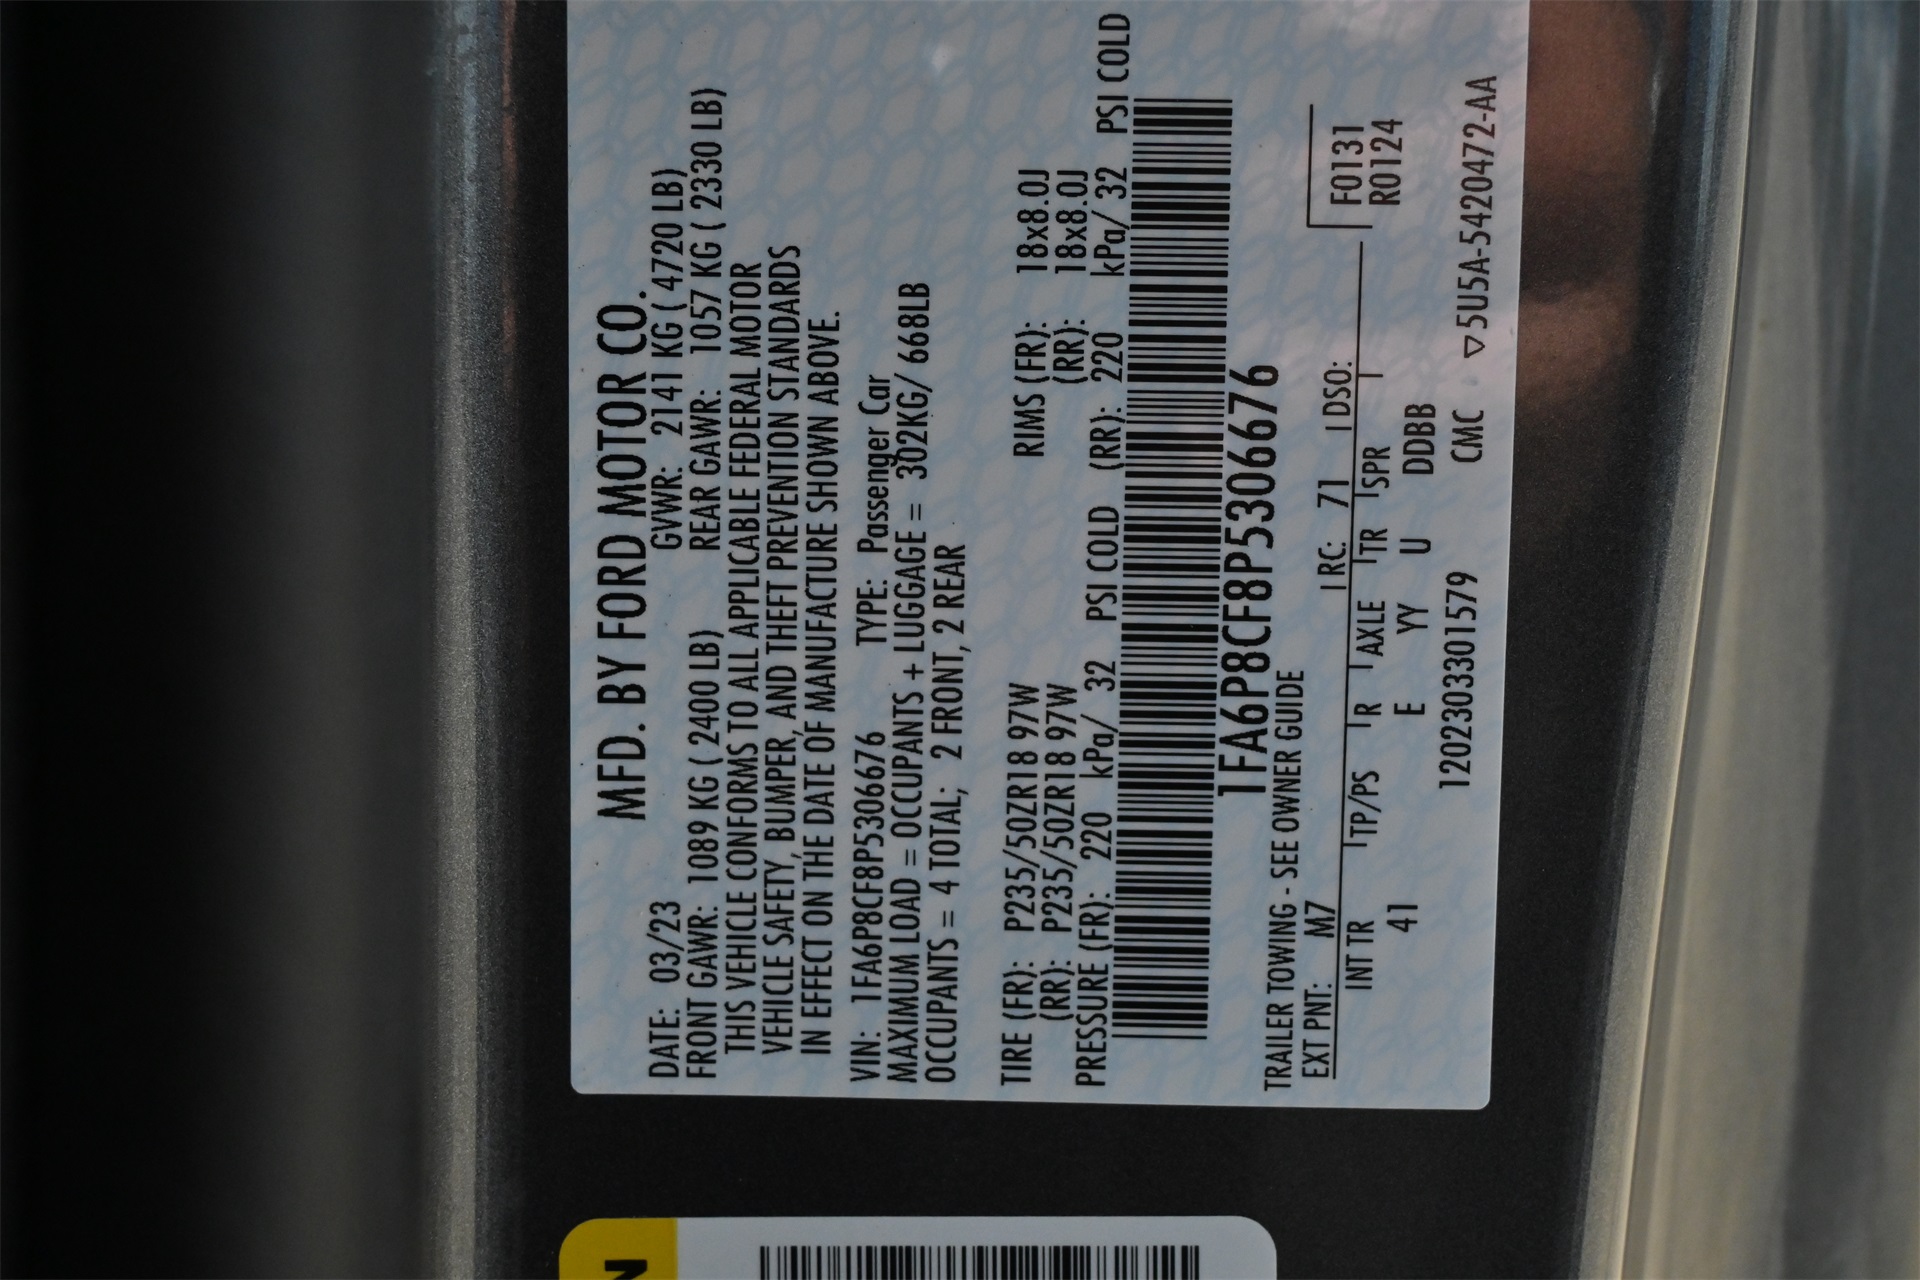 MFD. BY FORD MOTOR CO.
DATE: 03/23 GVWR: 2141 KG ( 4720 LB)
FRONT GAWR: 1089 KG ( 2400 LB) REAR GAWR: 1057 KG ( 2330 LB)
THIS VEHICLE CONFORMS TO ALL APPLICABLE FEDERAL MOTOR
VEHICLE SAFETY, BUMPER, AND THEFT PREVENTION STANDARDS
IN EFFECT ON THE DATE OF MANUFACTURE SHOWN ABOVE.
VIN: 1FA6P8CF8P5306676 TYPE: Passenger Car
MAXIMUM LOAD = OCCUPANTS + LUGGAGE = 302KG/ 668LB
OCCUPANTS = 4 TOTAL; 2 FRONT, 2 REAR
TIRE (FR): P235/50ZR18 97W RIMS (FR): 18x8.0J
(RR): P235/50ZR18 97W (RR): 18x8.0J
PRESSURE (FR): 220 kPa/ 32 PSI COLD (RR): 220 kPa/ 32 PSI COLD
1FA6P8CF8P5306676
TRAILER TOWING - SEE OWNER GUIDE
EXT PNT: M7 RC: 71 DSO: F0131
INT TR TP/PS R AXLE TR SPR R0124
41 E YY U DDBB
1202303301579 CMC ▽5U5A-5420472-AA
N